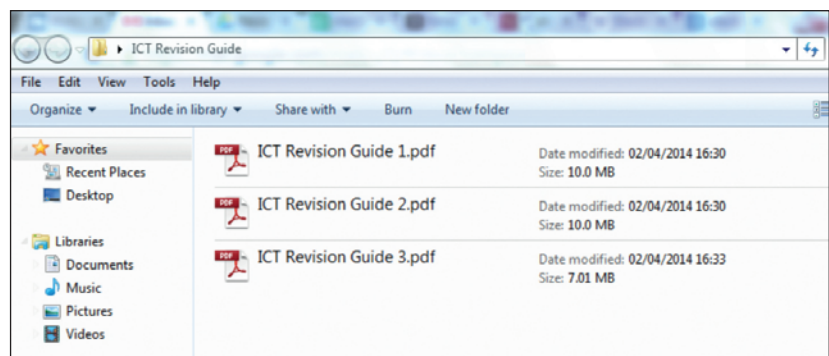 ICT Revision Guide
File Edit View Tools Help
Organize Include in library Share with Burn New folder
Favorites
Recent Places
Desktop
Libraries
Documents
Music
Pictures
Videos
PDF ICT Revision Guide 1.pdf
Date modified: 02/04/2014 16:30
Size: 10.0 MB
PDF ICT Revision Guide 2.pdf
Date modified: 02/04/2014 16:30
Size: 10.0 MB
PDF ICT Revision Guide 3.pdf
Date modified: 02/04/2014 16:33
Size: 7.01 MB